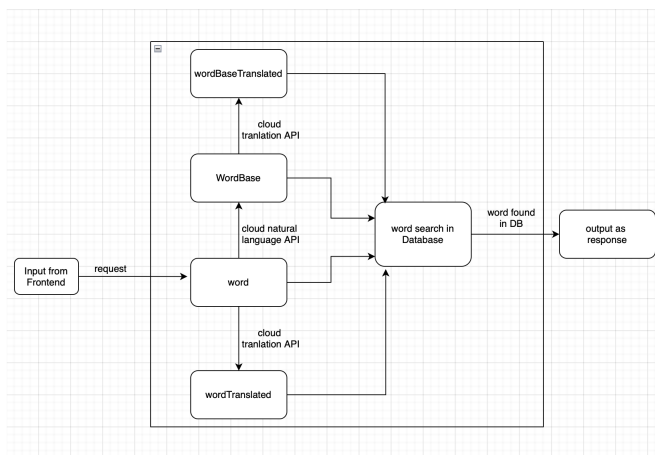 wordBaseTranslated
cloud
tranlation API
WordBase
cloud natural
language API
Input from
Frontend
request
word
cloud
tranlation API
wordTranslated
word search in
Database
word found
in DB
output as
response